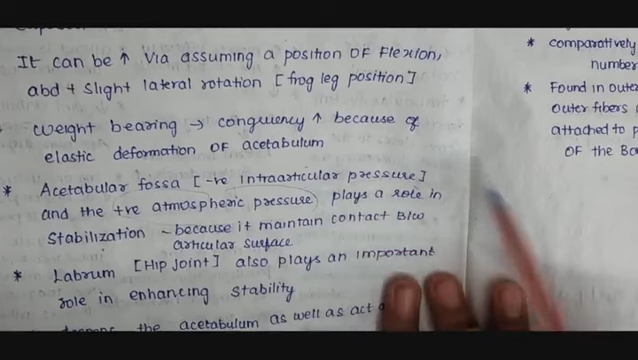 It can be ↑ via assuming a position of Flexion,
abd + slight lateral rotation [frog leg position]
weight bearing → congruency ↑ because of
elastic deformation of acetabulum
* Acetabular fossa [-ve intraarticular pressure]
and the +ve atmospheric pressure plays a role in
stabilization ~ because it maintain contact B/w
articular surface
* Labrum [Hip joint] also plays an important
role in enhancing stability
the acetabulum as well as act
* comparatively
number
* Found in oute
outer fibers
attached to p
OF the Bo